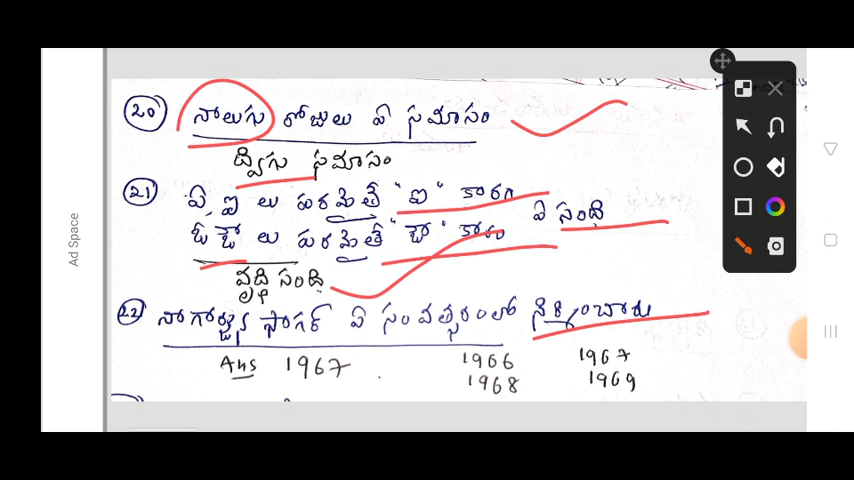 20) నాలుగు రోజులు ఏ సమాసం
ద్విగు సమాసం
21) ఏ, ఐ లు పరమైతే "ఐ" కారం
ఓ ఔ లు పరమైతే "ఔ" కారం ఏ సంధి
వృద్ధి సంధి
22) నాగార్జున సాగర్ ఏ సంవత్సరంలో నిర్మించారు
Ans 1967 1966 1967
1968 1969
Ad Space